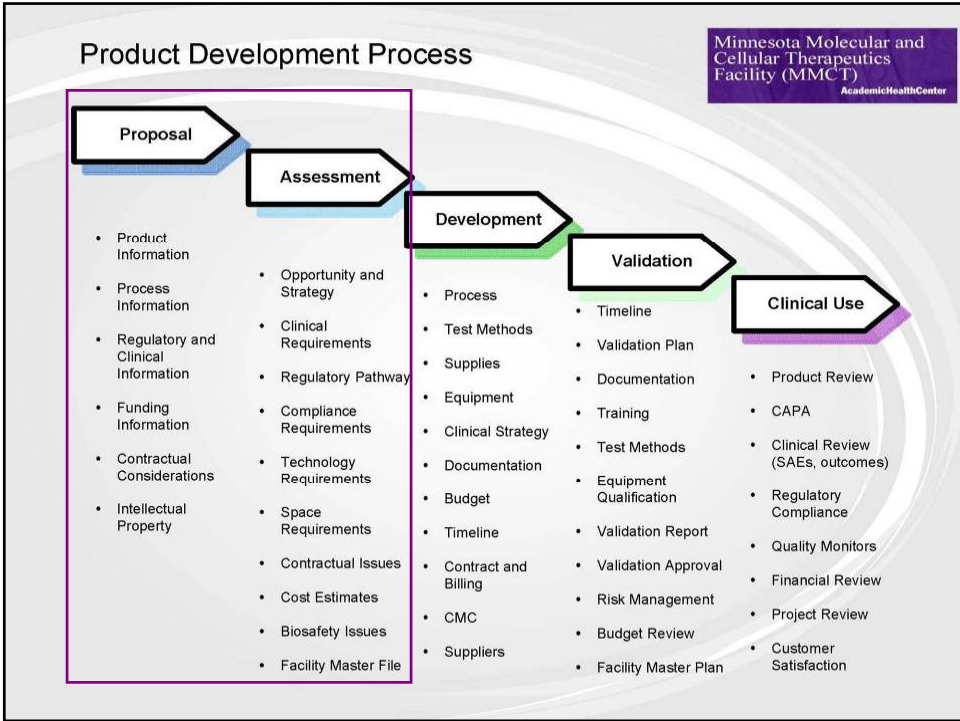 Product Development Process
Minnesota Molecular and
Cellular Therapeutics
Facility (MMCT)
AcademicHealthCenter
Proposal
• Product
Information
• Process
Information
• Regulatory and
Clinical
Information
• Funding
Information
• Contractual
Considerations
• Intellectual
Property
Assessment
• Opportunity and
Strategy
• Clinical
Requirements
• Regulatory Pathway
• Compliance
Requirements
• Technology
Requirements
• Space
Requirements
• Contractual Issues
• Cost Estimates
• Biosafety Issues
• Facility Master File
Development
• Process
• Test Methods
• Supplies
• Equipment
• Clinical Strategy
• Documentation
• Budget
• Timeline
• Contract and
Billing
• CMC
• Suppliers
Validation
• Timeline
• Validation Plan
• Documentation
• Training
• Test Methods
• Equipment
Qualification
• Validation Report
• Validation Approval
• Risk Management
• Budget Review
• Facility Master Plan
Clinical Use
• Product Review
• CAPA
• Clinical Review
(SAEs, outcomes)
• Regulatory
Compliance
• Quality Monitors
• Financial Review
• Project Review
• Customer
Satisfaction